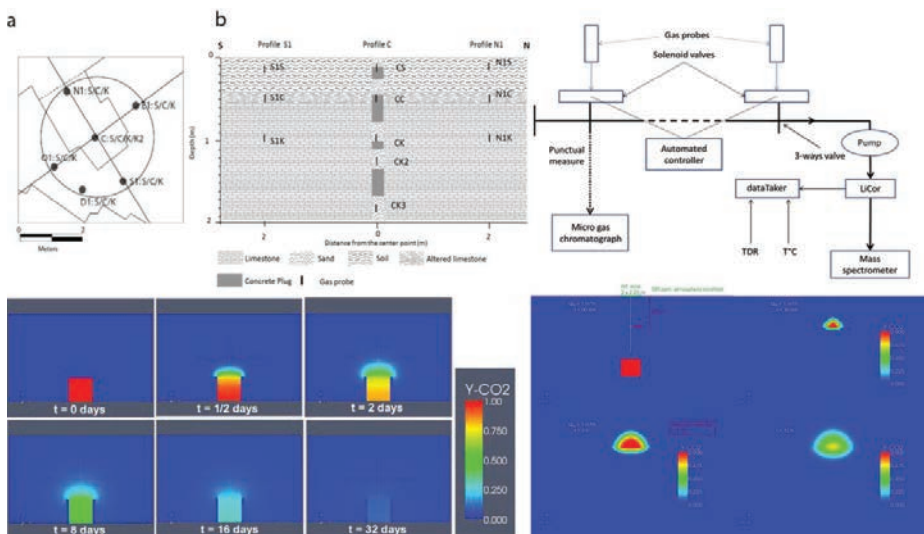 a
N1: S/C/K
E1: S/C/K
C:S/C/K/K2
O1: S/C/K
S1: S/C/K
D1: S/C/K
0 2
Meters
b
Profile S1 Profile C Profile N1
S N
Depth (m)
0
1
2
S1S CS N1S
S1C CC N1C
S1K CK N1K
CK2
CK3
2 0 2
Distance from the center point (m)
Limestone Sand Soil Altered limestone
Concrete Plug Gas probe
Gas probes
Solenoid valves
Punctual measure
Automated controller
3-ways valve
Pump
dataTaker
LiCor
Micro gas chromatograph
TDR T°C
Mass spectrometer
t = 0 days t = 1/2 days t = 2 days
t = 8 days t = 16 days t = 32 days
Y-CO2
1.00
0.750
0.500
0.250
0.000